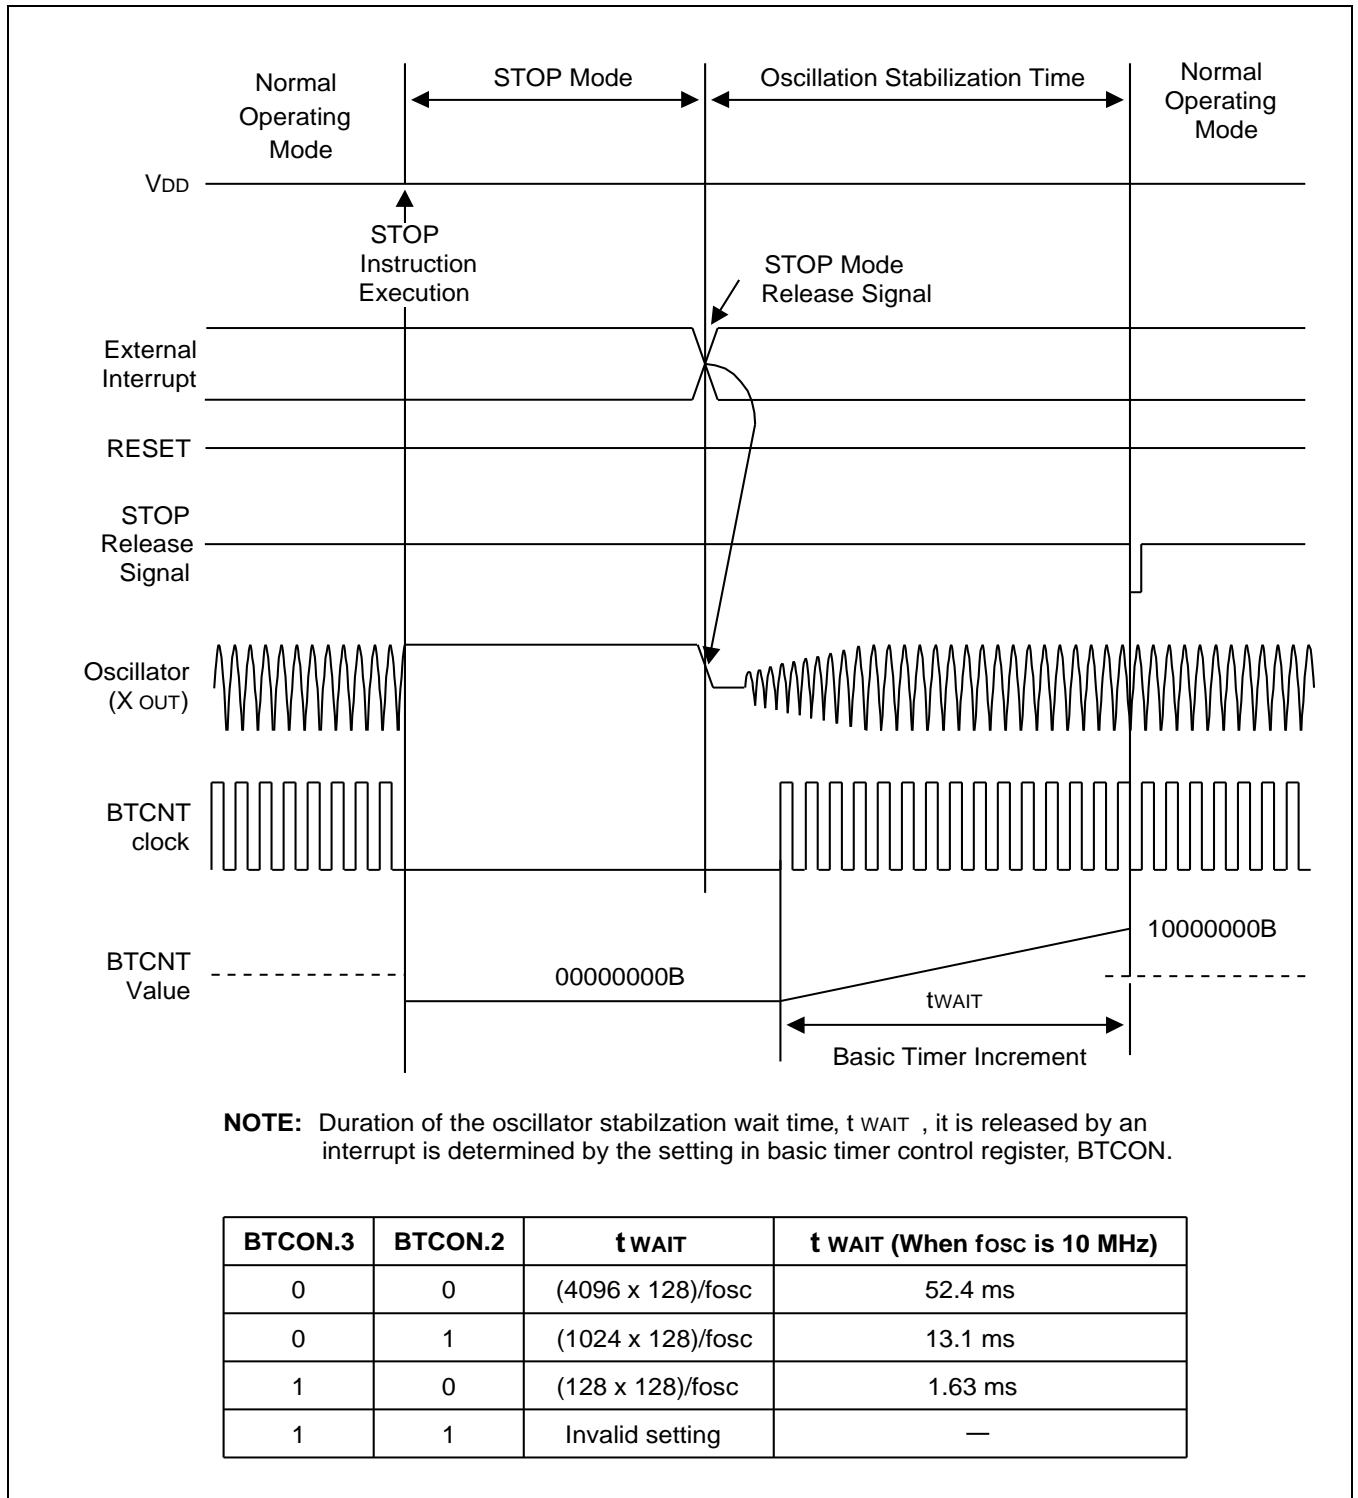 Normal
Operating
Mode
STOP Mode
Oscillation Stabilization Time
Normal
Operating
Mode
VDD
STOP
Instruction
Execution
STOP Mode
Release Signal
External
Interrupt
RESET
STOP
Release
Signal
Oscillator
(X OUT)
BTCNT
clock
10000000B
BTCNT
Value
00000000B
tWAIT
Basic Timer Increment
NOTE: Duration of the oscillator stabilzation wait time, t WAIT , it is released by an
interrupt is determined by the setting in basic timer control register, BTCON.
BTCON.3 BTCON.2 t WAIT t WAIT (When fosc is 10 MHz)
0 0 (4096 x 128)/fosc 52.4 ms
0 1 (1024 x 128)/fosc 13.1 ms
1 0 (128 x 128)/fosc 1.63 ms
1 1 Invalid setting —